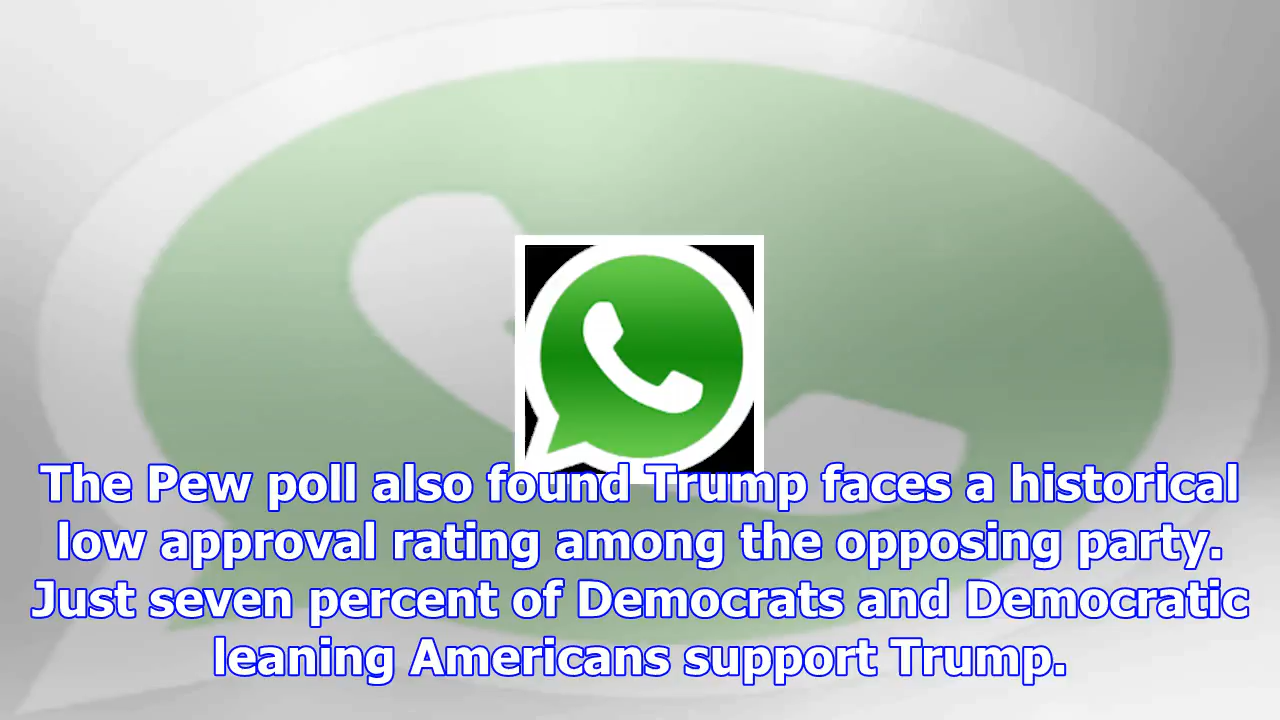 The Pew poll also found Trump faces a historical
low approval rating among the opposing party.
Just seven percent of Democrats and Democratic
leaning Americans support Trump.